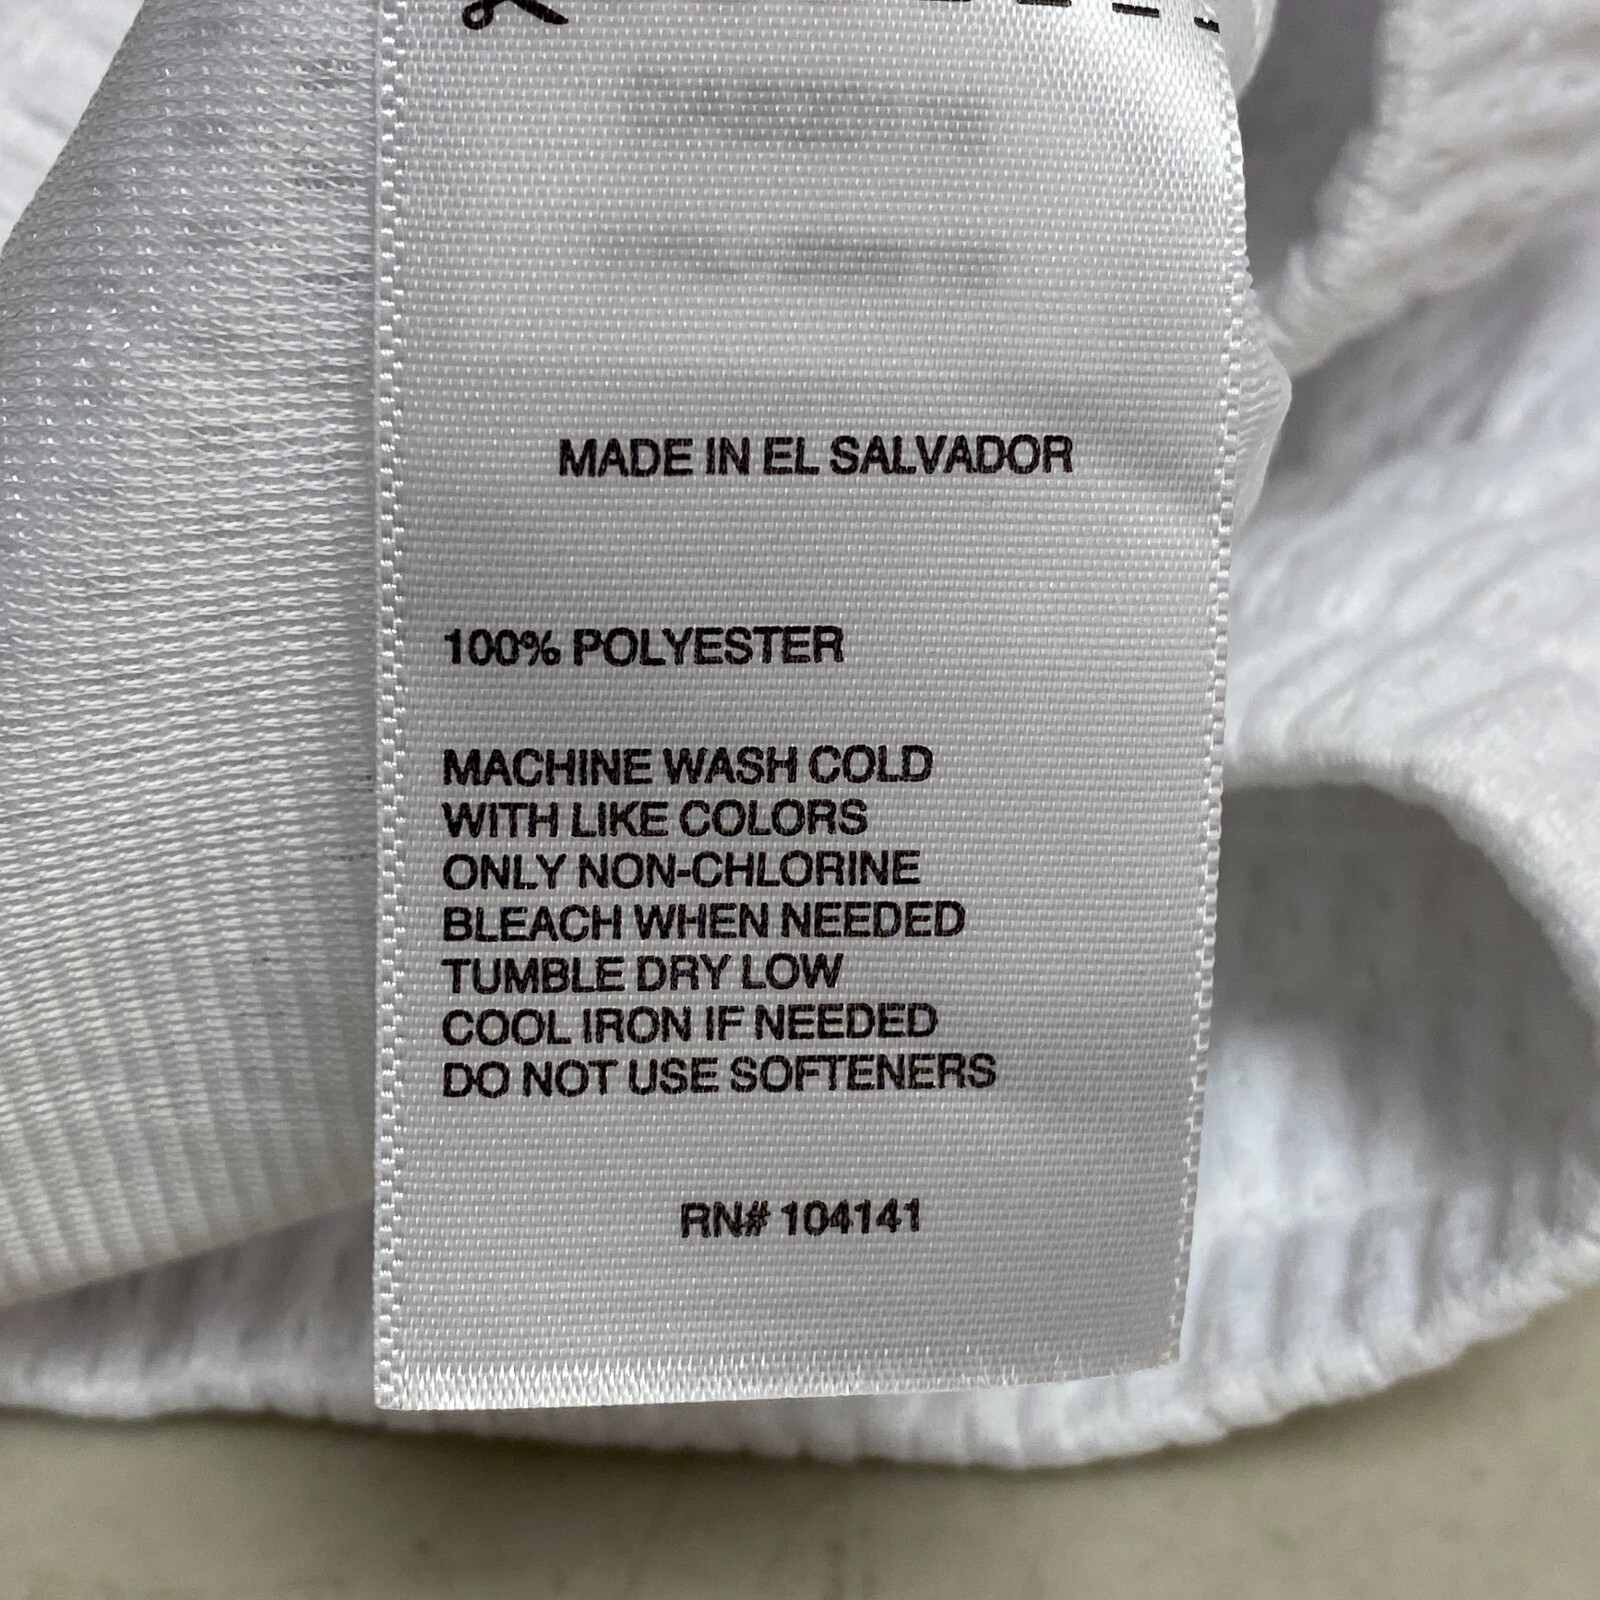 MADE IN EL SALVADOR
100% POLYESTER
MACHINE WASH COLD
WITH LIKE COLORS
ONLY NON-CHLORINE
BLEACH WHEN NEEDED
TUMBLE DRY LOW
COOL IRON IF NEEDED
DO NOT USE SOFTENERS
RN# 104141